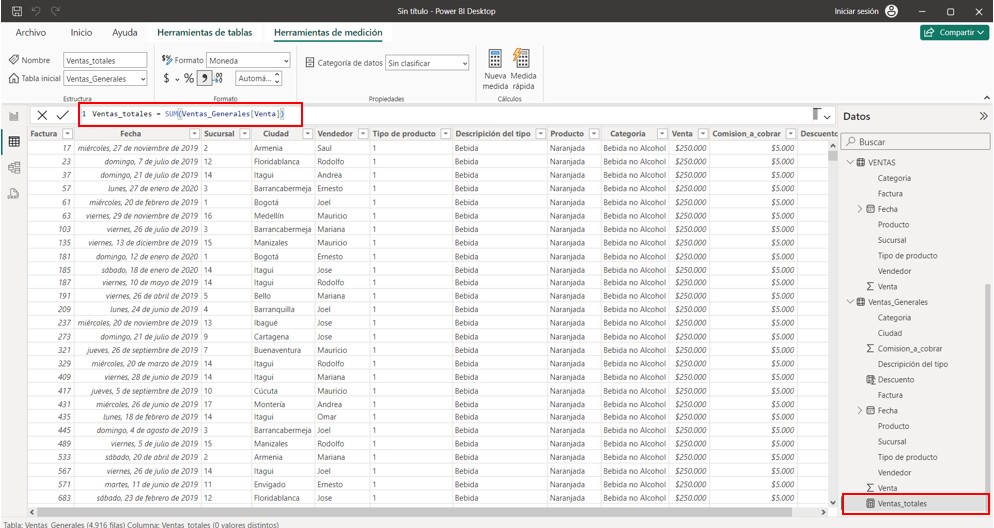 Sin título - Power BI Desktop
Iniciar sesión
Archivo Inicio Ayuda Herramientas de tablas Herramientas de medición
Compartir
Nombre Ventas_totales
Formato Moneda
Categoría de datos Sin clasificar
Tabla inicial Ventas_Generales
$ % 9 .00 Automá...
Nueva medida
Medida rápida
Estructura Formato Propiedades Cálculos
1 Ventas_totales = SUM(Ventas_Generales[Venta])
Factura Fecha Sucursal Ciudad Vendedor Tipo de producto Descripición del tipo Producto Categoria Venta Comision_a_cobrar Descuento
17 miércoles, 27 de noviembre de 2019 2 Armenia Saul 1 Bebida Naranjada Bebida no Alcohol $250.000 $5.000
23 domingo, 7 de julio de 2019 12 Floridablanca Rodolfo 1 Bebida Naranjada Bebida no Alcohol $250.000 $5.000
37 domingo, 21 de julio de 2019 14 Itagui Andrea 1 Bebida Naranjada Bebida no Alcohol $250.000 $5.000
57 lunes, 27 de enero de 2020 3 Barrancabermeja Ernesto 1 Bebida Naranjada Bebida no Alcohol $250.000 $5.000
61 miércoles, 20 de febrero de 2019 1 Bogotá Joel 1 Bebida Naranjada Bebida no Alcohol $250.000 $5.000
63 viernes, 29 de noviembre de 2019 16 Medellín Mauricio 1 Bebida Naranjada Bebida no Alcohol $250.000 $5.000
103 viernes, 26 de julio de 2019 3 Barrancabermeja Mariana 1 Bebida Naranjada Bebida no Alcohol $250.000 $5.000
135 viernes, 13 de diciembre de 2019 15 Manizales Mauricio 1 Bebida Naranjada Bebida no Alcohol $250.000 $5.000
181 domingo, 12 de enero de 2020 1 Bogotá Ernesto 1 Bebida Naranjada Bebida no Alcohol $250.000 $5.000
185 sábado, 18 de enero de 2020 14 Itagui Jose 1 Bebida Naranjada Bebida no Alcohol $250.000 $5.000
187 viernes, 10 de mayo de 2019 14 Itagui Rodolfo 1 Bebida Naranjada Bebida no Alcohol $250.000 $5.000
191 viernes, 26 de abril de 2019 5 Bello Mariana 1 Bebida Naranjada Bebida no Alcohol $250.000 $5.000
209 lunes, 24 de junio de 2019 4 Barranquilla Joel 1 Bebida Naranjada Bebida no Alcohol $250.000 $5.000
237 miércoles, 20 de noviembre de 2019 13 Ibagué Jose 1 Bebida Naranjada Bebida no Alcohol $250.000 $5.000
273 domingo, 21 de julio de 2019 9 Cartagena Jose 1 Bebida Naranjada Bebida no Alcohol $250.000 $5.000
321 jueves, 26 de septiembre de 2019 7 Buenaventura Mauricio 1 Bebida Naranjada Bebida no Alcohol $250.000 $5.000
329 miércoles, 20 de marzo de 2019 14 Itagui Rodolfo 1 Bebida Naranjada Bebida no Alcohol $250.000 $5.000
409 viernes, 28 de junio de 2019 14 Itagui Mariana 1 Bebida Naranjada Bebida no Alcohol $250.000 $5.000
417 jueves, 5 de septiembre de 2019 10 Cúcuta Mauricio 1 Bebida Naranjada Bebida no Alcohol $250.000 $5.000
431 miércoles, 26 de junio de 2019 17 Montería Andrea 1 Bebida Naranjada Bebida no Alcohol $250.000 $5.000
435 lunes, 18 de febrero de 2019 14 Itagui Omar 1 Bebida Naranjada Bebida no Alcohol $250.000 $5.000
445 domingo, 4 de agosto de 2019 3 Barrancabermeja Joel 1 Bebida Naranjada Bebida no Alcohol $250.000 $5.000
489 viernes, 5 de julio de 2019 15 Manizales Rodolfo 1 Bebida Naranjada Bebida no Alcohol $250.000 $5.000
533 sábado, 20 de abril de 2019 2 Armenia Mariana 1 Bebida Naranjada Bebida no Alcohol $250.000 $5.000
567 viernes, 26 de julio de 2019 14 Itagui Joel 1 Bebida Naranjada Bebida no Alcohol $250.000 $5.000
571 martes, 11 de junio de 2019 11 Envigado Ernesto 1 Bebida Naranjada Bebida no Alcohol $250.000 $5.000
683 sábado, 23 de febrero de 2019 12 Floridablanca Jose 1 Bebida Naranjada Bebida no Alcohol $250.000 $5.000
Datos
Buscar
VENTAS
Categoria
Factura
Fecha
Producto
Sucursal
Tipo de producto
Vendedor
Venta
Ventas_Generales
Categoria
Ciudad
Comision_a_cobrar
Descripición del tipo
Descuento
Factura
Fecha
Producto
Sucursal
Tipo de producto
Vendedor
Venta
Ventas_totales
Tabla: Ventas_Generales (4.916 filas) Columna: Ventas_totales (0 valores distintos)